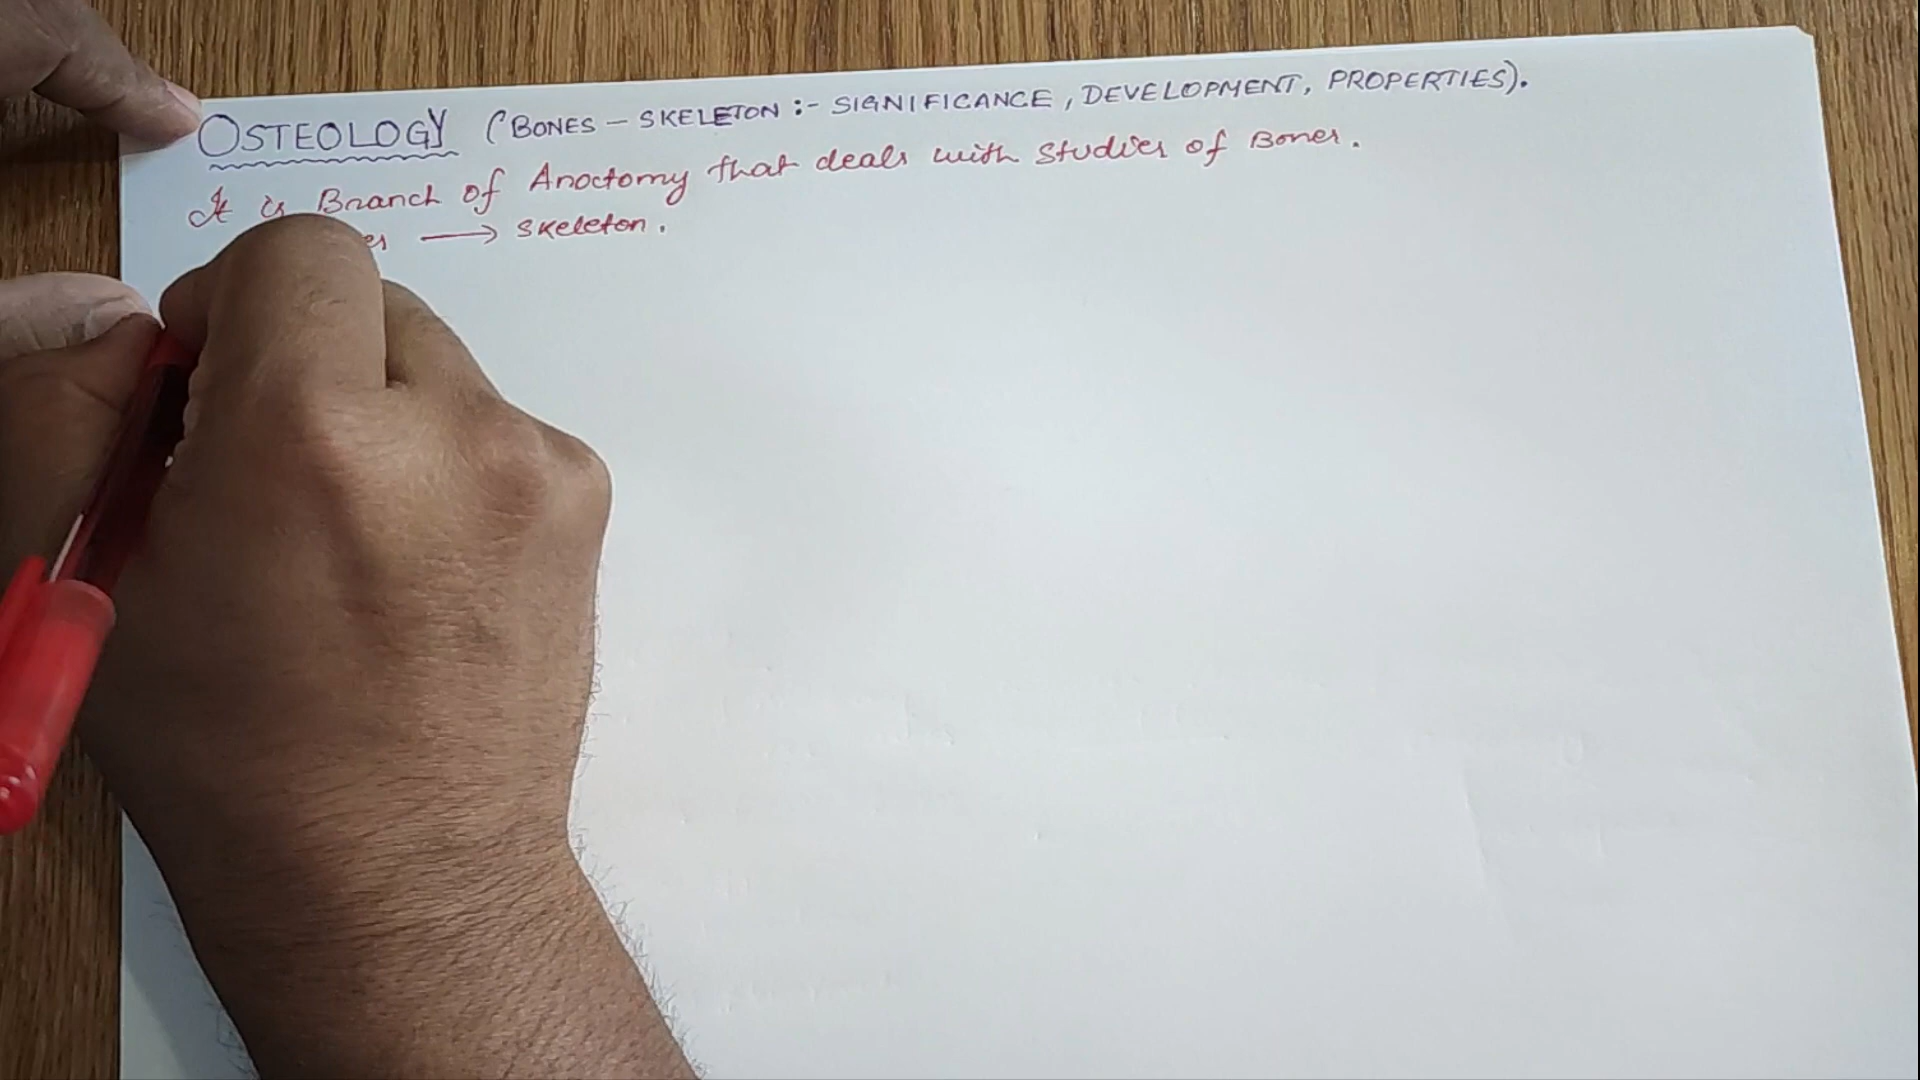 OSTEOLOGY (BONES - SKELETON :- SIGNIFICANCE, DEVELOPMENT, PROPERTIES).
It is Branch of Anoctomy that deals with Studies of Bones.
→ Skeleton.